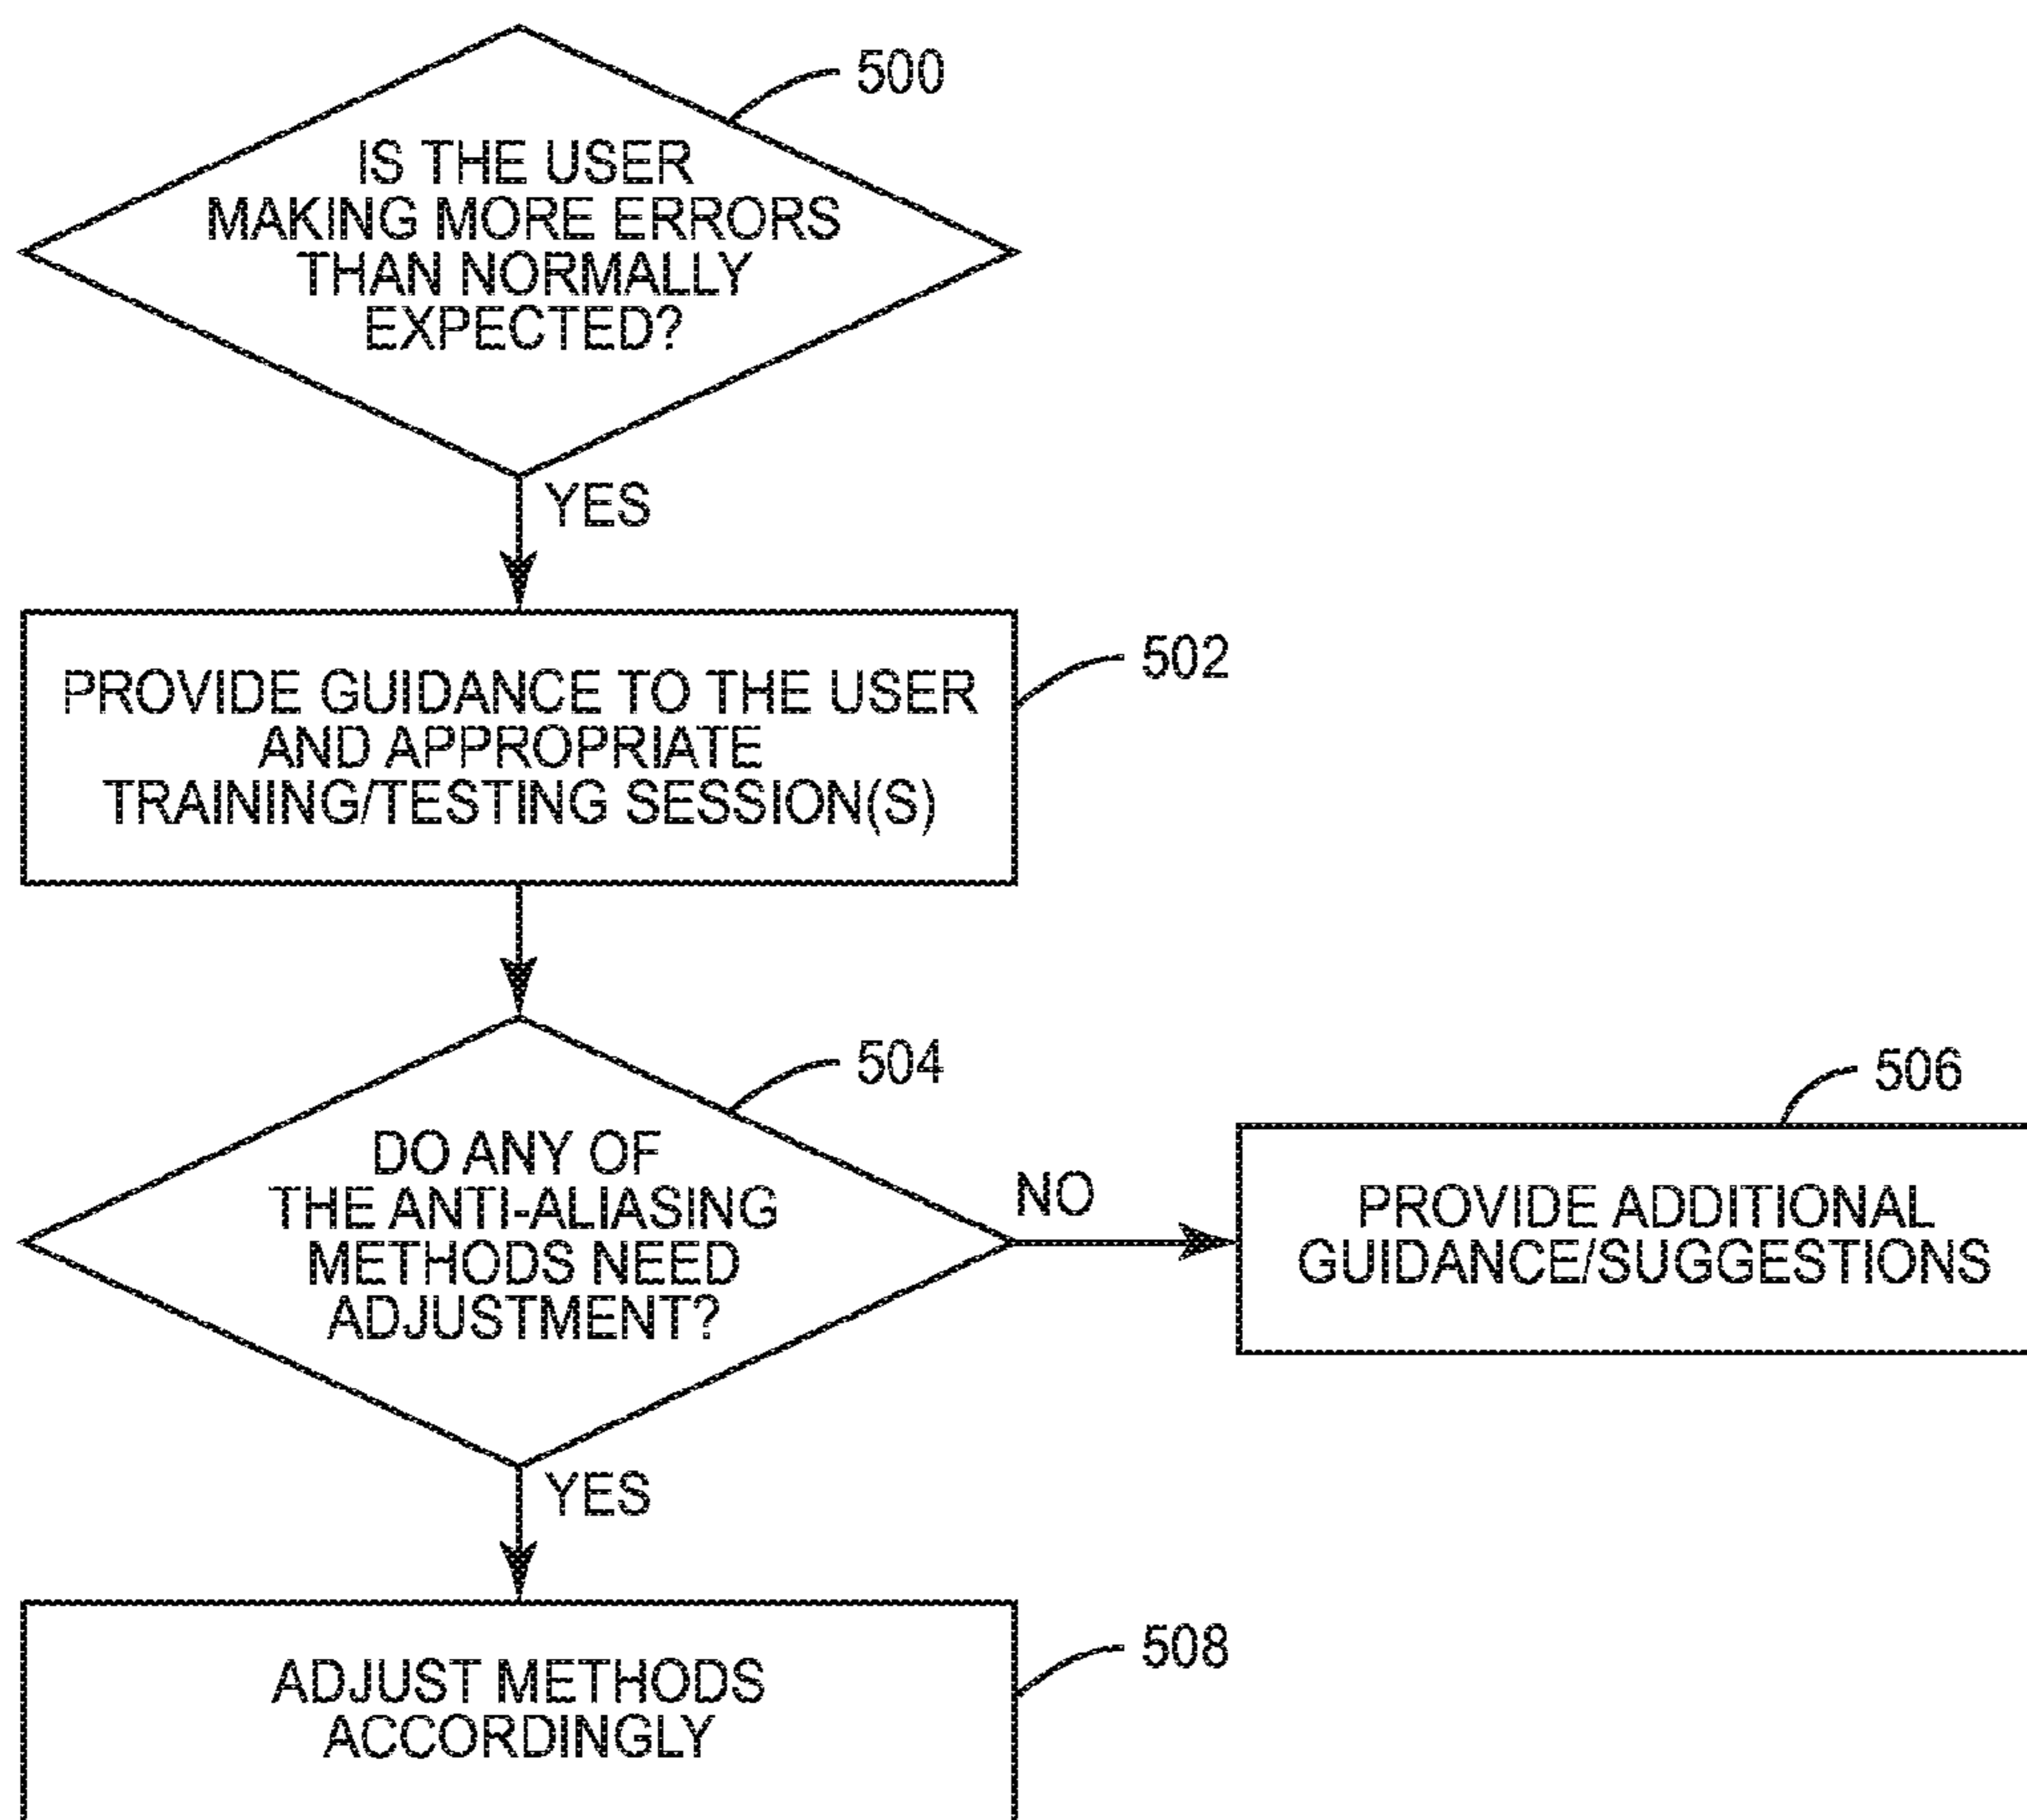 500
IS THE USER
MAKING MORE ERRORS
THAN NORMALLY
EXPECTED?
YES
502
PROVIDE GUIDANCE TO THE USER
AND APPROPRIATE
TRAINING/TESTING SESSION(S)
504
DO ANY OF
THE ANTI-ALIASING
METHODS NEED
ADJUSTMENT?
NO
506
PROVIDE ADDITIONAL
GUIDANCE/SUGGESTIONS
YES
508
ADJUST METHODS
ACCORDINGLY